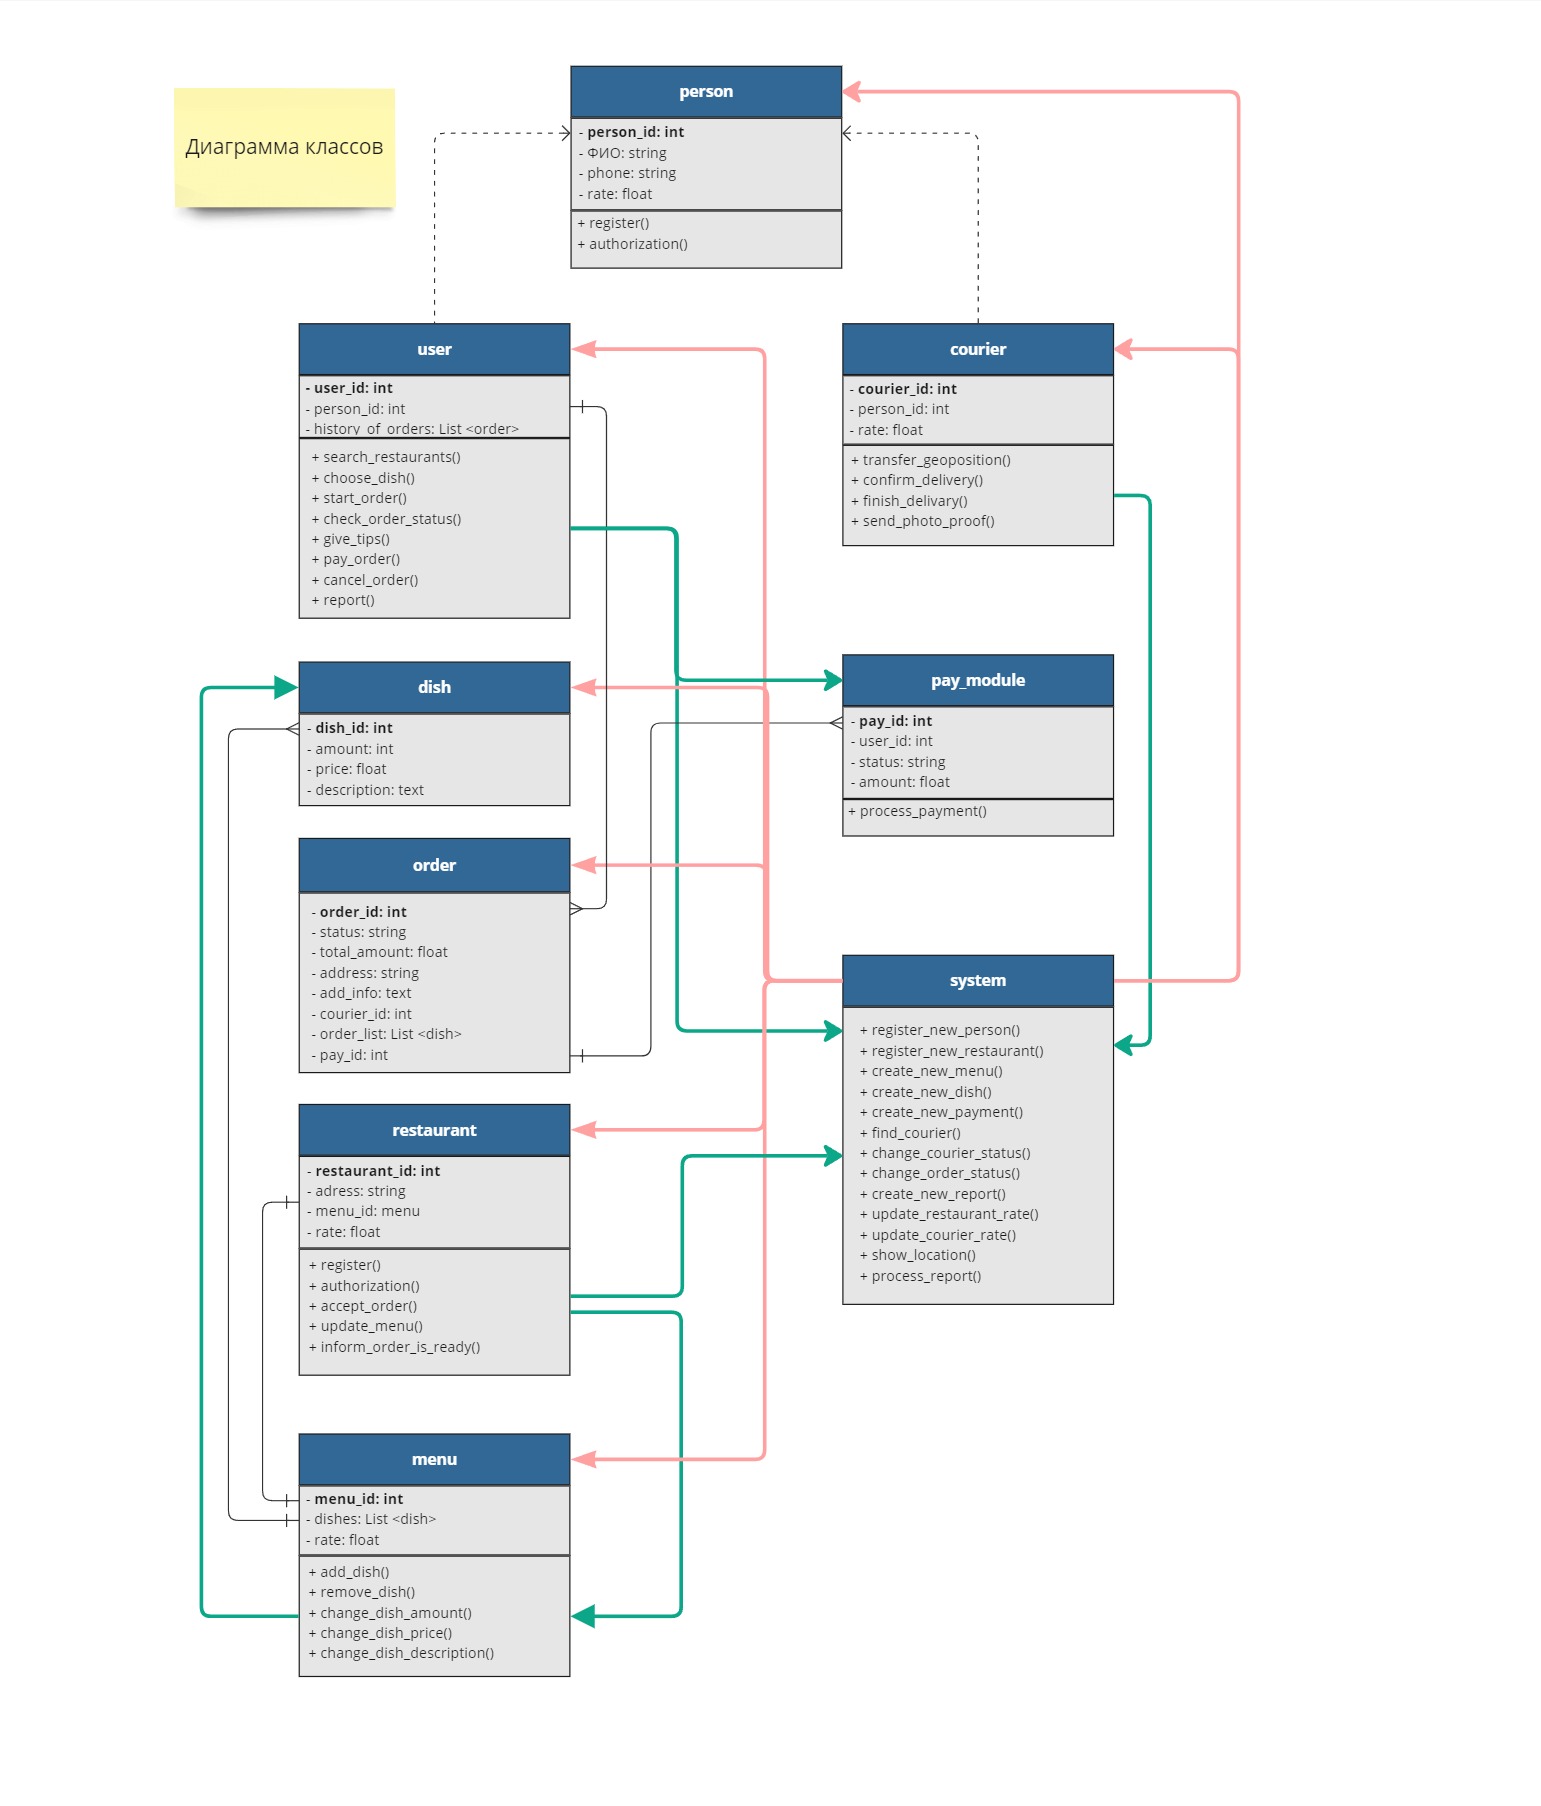 Диаграмма классов
person
- person_id: int
- ФИО: string
- phone: string
- rate: float
+ register()
+ authorization()
user
- user_id: int
- person_id: int
- history_of_orders: List <order>
+ search_restaurants()
+ choose_dish()
+ start_order()
+ check_order_status()
+ give_tips()
+ pay_order()
+ cancel_order()
+ report()
courier
- courier_id: int
- person_id: int
- rate: float
+ transfer_geoposition()
+ confirm_delivery()
+ finish_delivary()
+ send_photo_proof()
dish
- dish_id: int
- amount: int
- price: float
- description: text
pay_module
- pay_id: int
- user_id: int
- status: string
- amount: float
+ process_payment()
order
- order_id: int
- status: string
- total_amount: float
- address: string
- add_info: text
- courier_id: int
- order_list: List <dish>
- pay_id: int
system
+ register_new_person()
+ register_new_restaurant()
+ create_new_menu()
+ create_new_dish()
+ create_new_payment()
+ find_courier()
+ change_courier_status()
+ change_order_status()
+ create_new_report()
+ update_restaurant_rate()
+ update_courier_rate()
+ show_location()
+ process_report()
restaurant
- restaurant_id: int
- adress: string
- menu_id: menu
- rate: float
+ register()
+ authorization()
+ accept_order()
+ update_menu()
+ inform_order_is_ready()
menu
- menu_id: int
- dishes: List <dish>
- rate: float
+ add_dish()
+ remove_dish()
+ change_dish_amount()
+ change_dish_price()
+ change_dish_description()